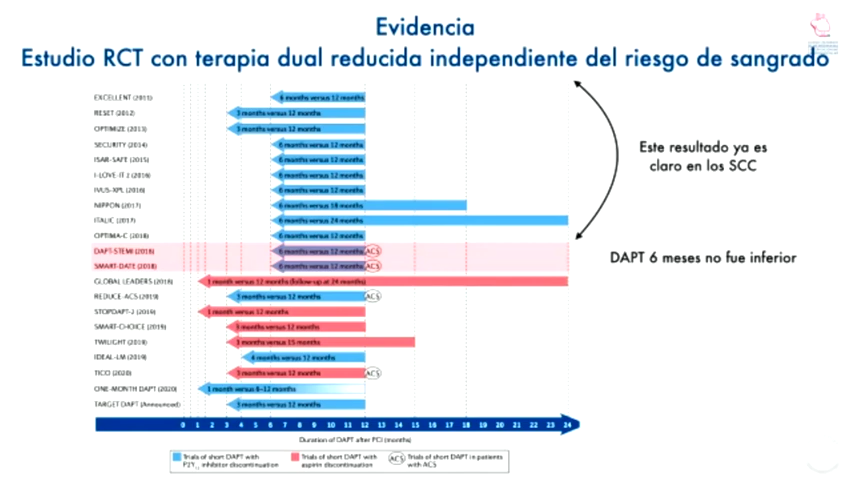 Evidencia
Estudio RCT con terapia dual reducida independiente del riesgo de sangrado
EXCELLENT (2011) 6 months versus 12 months
RESET (2012) 3 months versus 12 months
OPTIMIZE (2013) 3 months versus 12 months
SECURITY (2014) 6 months versus 12 months
ISAR-SAFE (2015) 6 months versus 12 months
I-LOVE-IT 2 (2016) 6 months versus 12 months
IVUS-XPL (2016) 6 months versus 12 months
NIPPON (2017) 6 months versus 18 months
ITALIC (2017) 6 months versus 24 months
OPTIMA-C (2018) 6 months versus 12 months
DAPT-STEMI (2018) 6 months versus 12 months ACS
SMART-DATE (2018) 6 months versus 12 months ACS
GLOBAL LEADERS (2018) 1 month versus 12 months (follow-up at 24 months)
REDUCE-ACS (2019) 3 months versus 12 months ACS
STOPDAPT-2 (2019) 1 month versus 12 months
SMART-CHOICE (2019) 3 months versus 12 months
TWILIGHT (2019) 3 months versus 15 months
IDEAL-LM (2019) 4 months versus 12 months
TICO (2020) 3 months versus 12 months ACS
ONE-MONTH DAPT (2020) 1 month versus 6–12 months
TARGET DAPT (Announced) 3 months versus 12 months
0 1 2 3 4 5 6 7 8 9 10 11 12 13 14 15 16 17 18 19 20 21 22 23 24
Duration of DAPT after PCI (months)
Trials of short DAPT with
P2Y₁₂ inhibitor discontinuation
Trials of short DAPT with
aspirin discontinuation
ACS Trials of short DAPT in patients
with ACS
Este resultado ya es
claro en los SCC
DAPT 6 meses no fue inferior